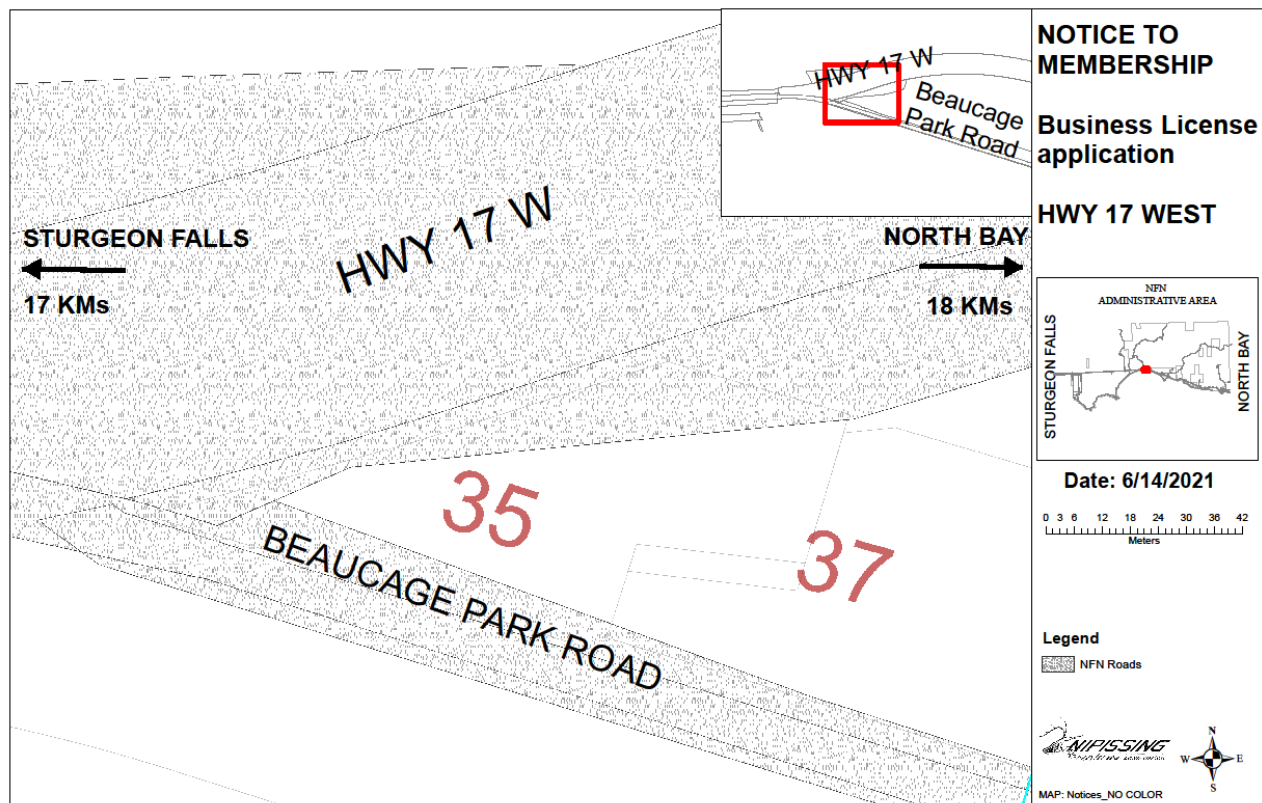 HWY 17 W
Beaucage
Park Road
STURGEON FALLS
17 KMs
HWY 17 W
NORTH BAY
18 KMs
35
37
BEAUCAGE PARK ROAD
NOTICE TO
MEMBERSHIP
Business License
application
HWY 17 WEST
NFN
ADMINISTRATIVE AREA
STURGEON FALLS
NORTH BAY
Date: 6/14/2021
0 3 6 12 18 24 30 36 42
Meters
Legend
NFN Roads
NIPISSING
N
W E
S
MAP: Notices_NO COLOR